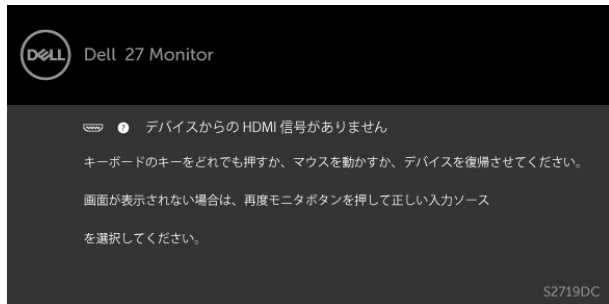 DELL Dell 27 Monitor
? デバイスからの HDMI 信号がありません
キーボードのキーをどれでも押すか、マウスを動かすか、デバイスを復帰させてください。
画面が表示されない場合は、再度モニタボタンを押して正しい入力ソース
を選択してください。
S2719DC